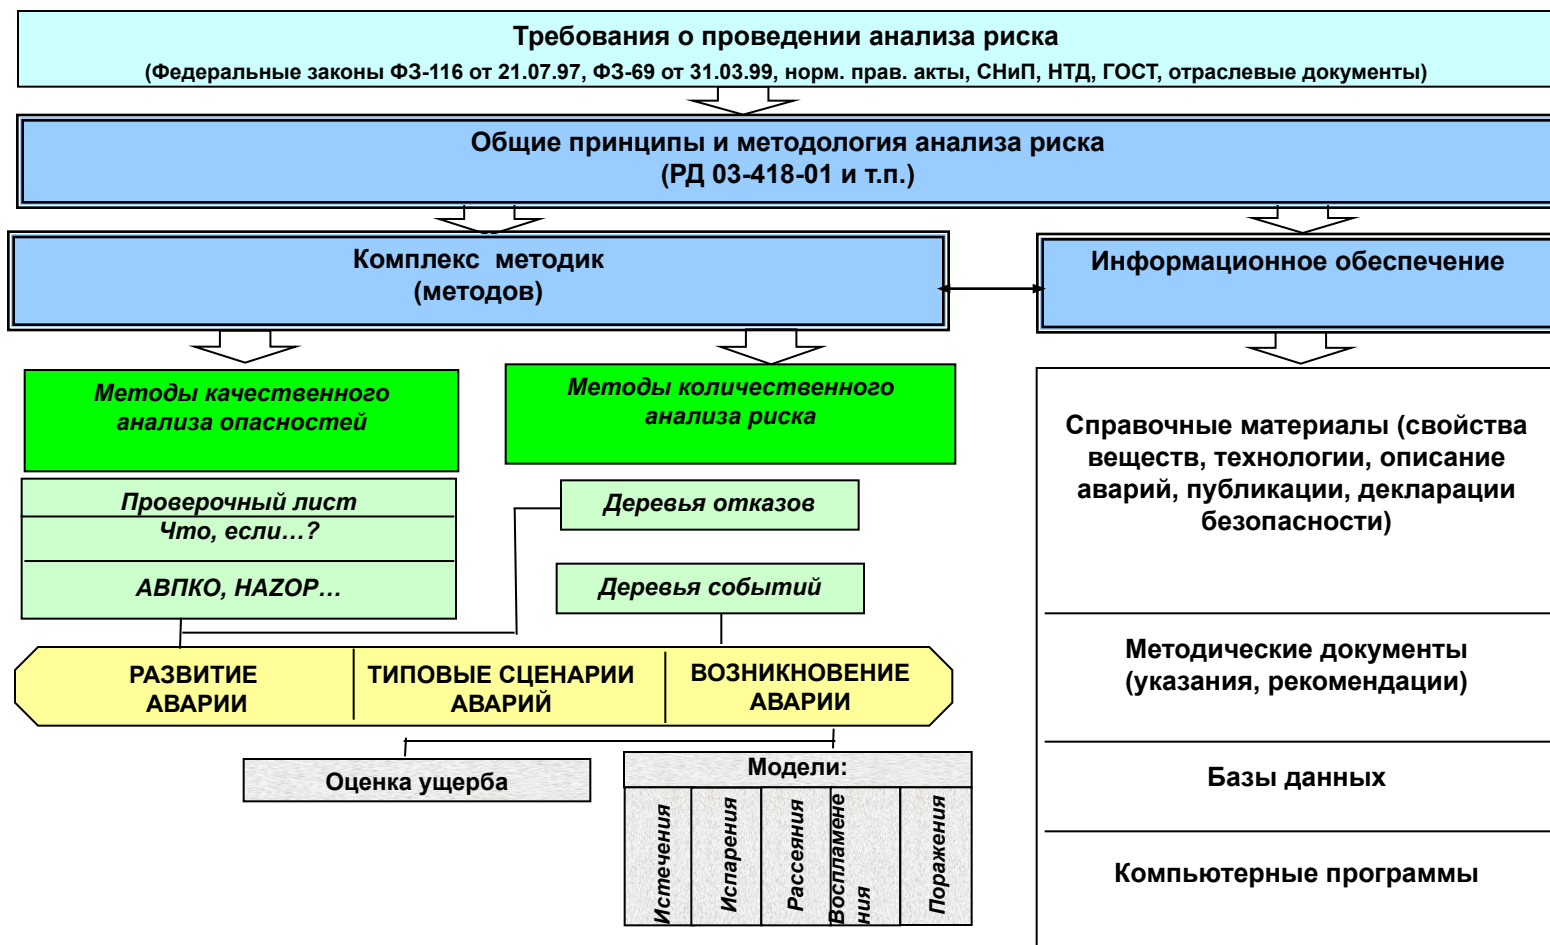 Требования о проведении анализа риска
(Федеральные законы ФЗ-116 от 21.07.97, ФЗ-69 от 31.03.99, норм. прав. акты, СНиП, НТД, ГОСТ, отраслевые документы)
Общие принципы и методология анализа риска
(РД 03-418-01 и т.п.)
Комплекс методик
(методов)
Информационное обеспечение
Методы качественного
анализа опасностей
Методы количественного
анализа риска
Проверочный лист
Что, если…?
АВПКО, HAZOP…
Деревья отказов
Деревья событий
РАЗВИТИЕ
АВАРИИ
ТИПОВЫЕ СЦЕНАРИИ
АВАРИЙ
ВОЗНИКНОВЕНИЕ
АВАРИИ
Оценка ущерба
Модели:
Истечения
Испарения
Рассеяния
Воспламене
ния
Поражения
Справочные материалы (свойства
веществ, технологии, описание
аварий, публикации, декларации
безопасности)
Методические документы
(указания, рекомендации)
Базы данных
Компьютерные программы